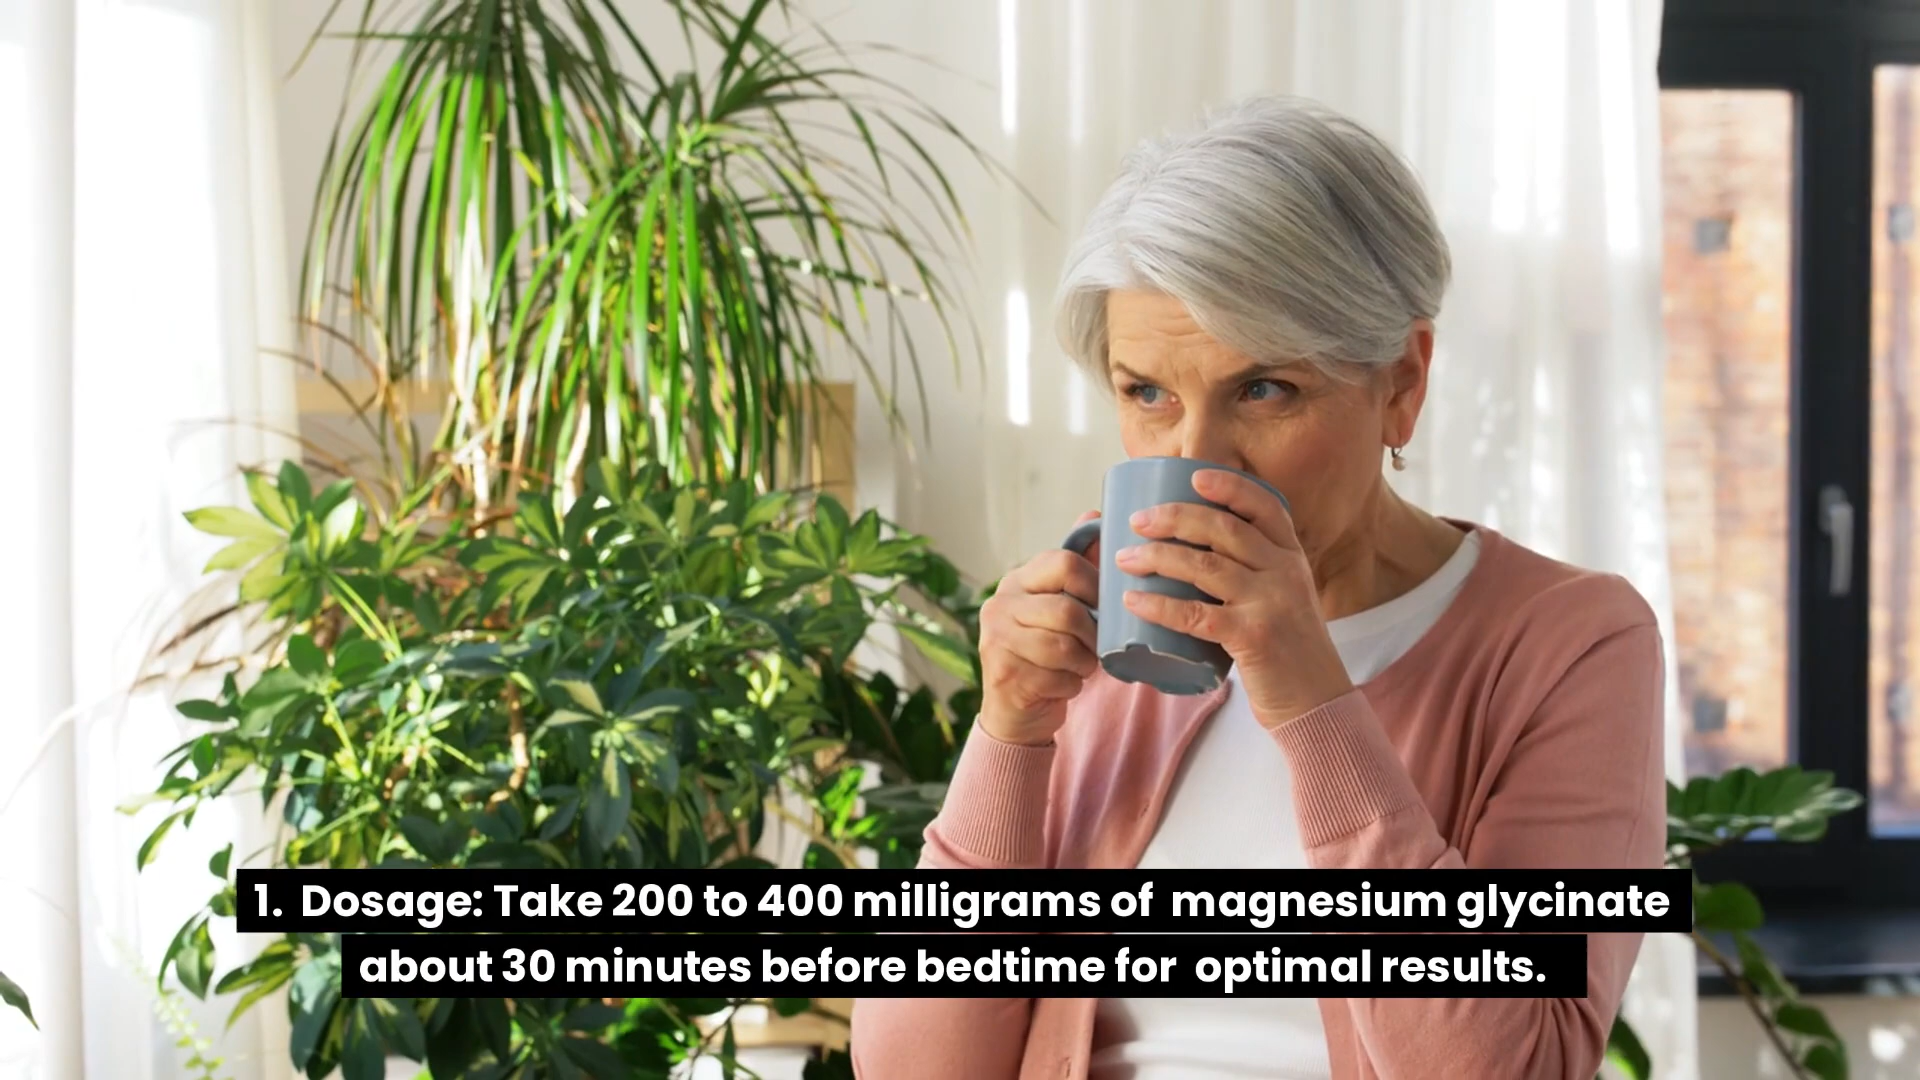 1. Dosage: Take 200 to 400 milligrams of magnesium glycinate
about 30 minutes before bedtime for optimal results.